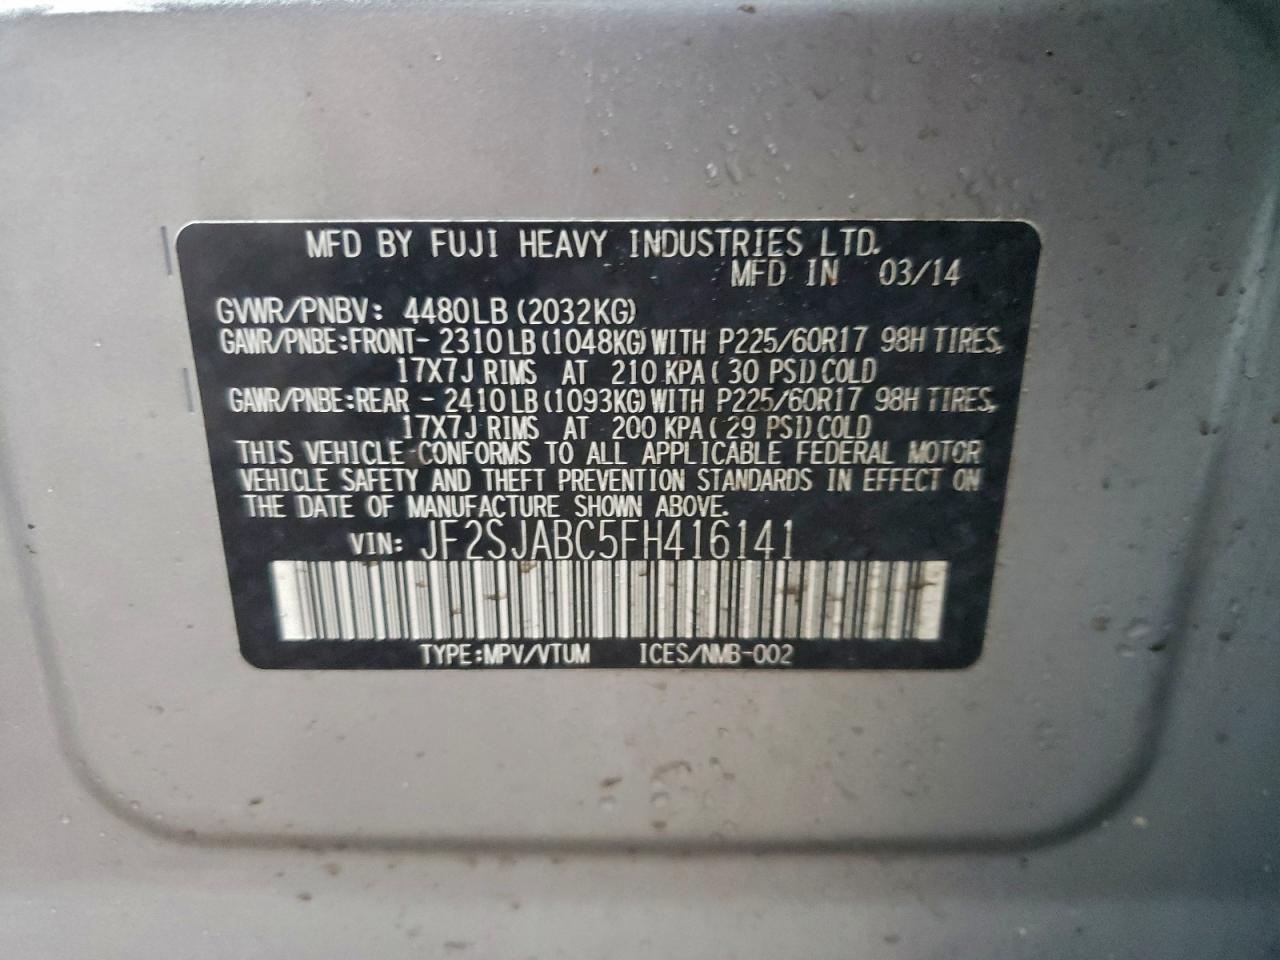 MFD BY FUJI HEAVY INDUSTRIES LTD.
MFD IN 03/14
GVWR/PNBV: 4480LB (2032KG)
GAWR/PNBE:FRONT- 2310LB (1048KG) WITH P225/60R17 98H TIRES,
17X7J RIMS AT 210 KPA ( 30 PSI) COLD
GAWR/PNBE:REAR - 2410LB (1093KG) WITH P225/60R17 98H TIRES,
17X7J RIMS AT 200 KPA ( 29 PSI) COLD
THIS VEHICLE CONFORMS TO ALL APPLICABLE FEDERAL MOTOR
VEHICLE SAFETY AND THEFT PREVENTION STANDARDS IN EFFECT ON
THE DATE OF MANUFACTURE SHOWN ABOVE.
VIN: JF2SJABC5FH416141
TYPE:MPV/VTUM ICES/NMB-002